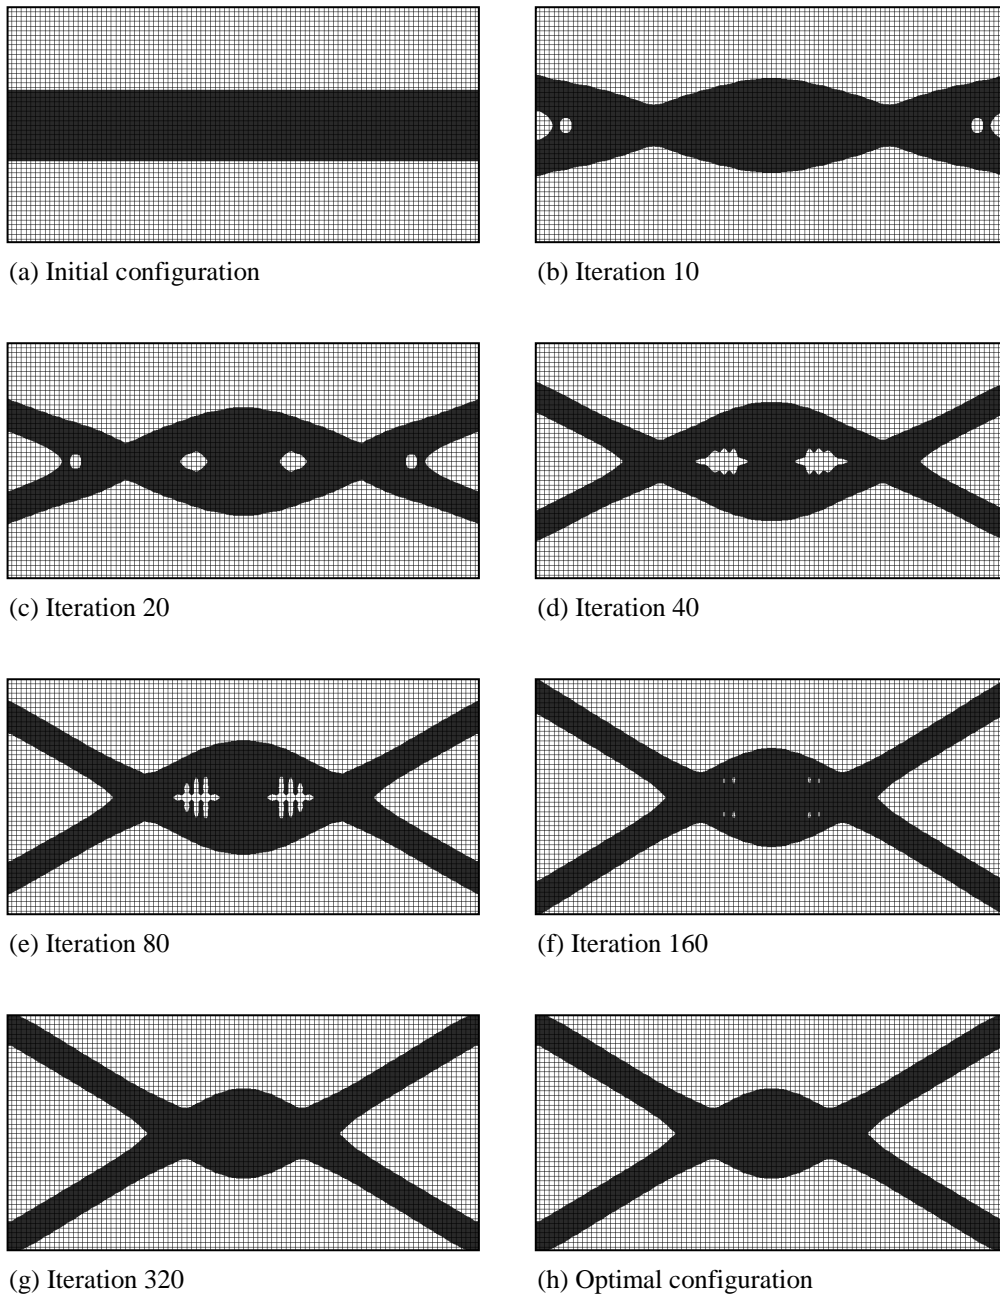 (a) Initial configuration
(b) Iteration 10
(c) Iteration 20
(d) Iteration 40
(e) Iteration 80
(f) Iteration 160
(g) Iteration 320
(h) Optimal configuration